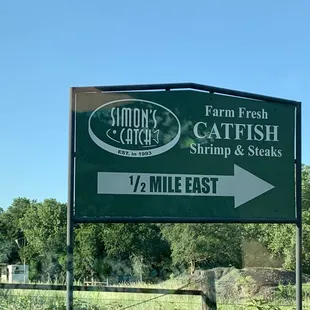 SIMON'S
CATCH
EST. in 1993
Farm Fresh
CATFISH
Shrimp & Steaks
1/2 MILE EAST